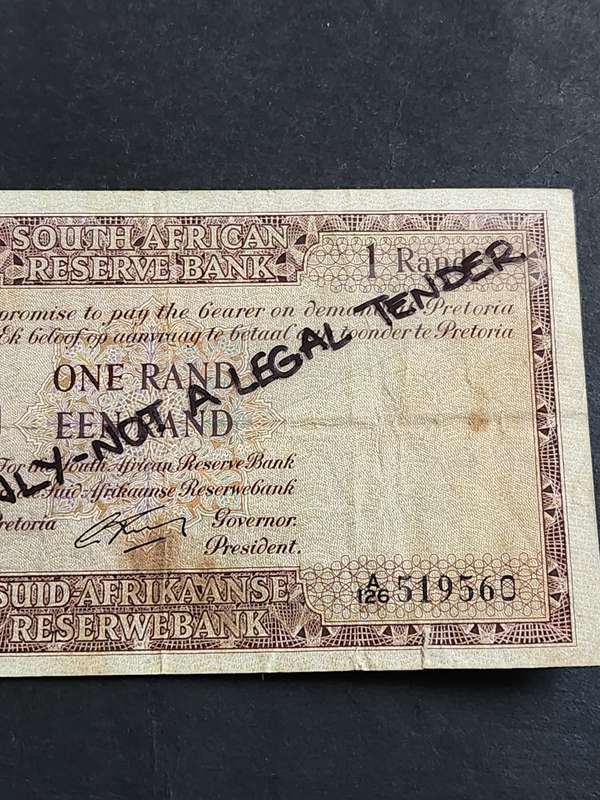 SOUTH AFRICAN
RESERVE BANK
1 Rand
promise to pay the bearer on demand Pretoria
Ek beloof op aanvraag te betaal toonder te Pretoria
ONE RAND
EEN RAND
NOT A LEGAL TENDER
For the South African Reserve Bank
Suid-Afrikaanse Reserwebank
Pretoria
Governor.
President.
A
126 519560
SUID-AFRIKAANSE
RESERWEBANK